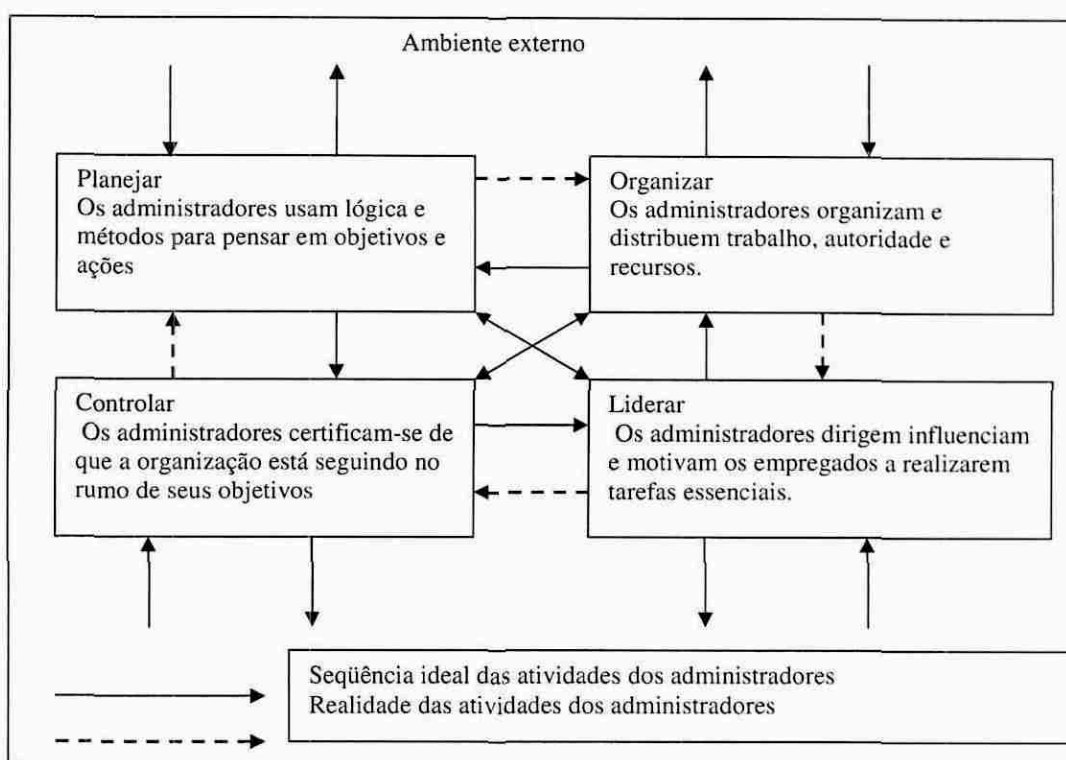 Ambiente externo
Planejar
Os administradores usam lógica e
métodos para pensar em objetivos e
ações
Organizar
Os administradores organizam e
distribuem trabalho, autoridade e
recursos.
Controlar
Os administradores certificam-se de
que a organização está seguindo no
rumo de seus objetivos
Liderar
Os administradores dirigem influenciam
e motivam os empregados a realizarem
tarefas essenciais.
Seqüência ideal das atividades dos administradores
Realidade das atividades dos administradores